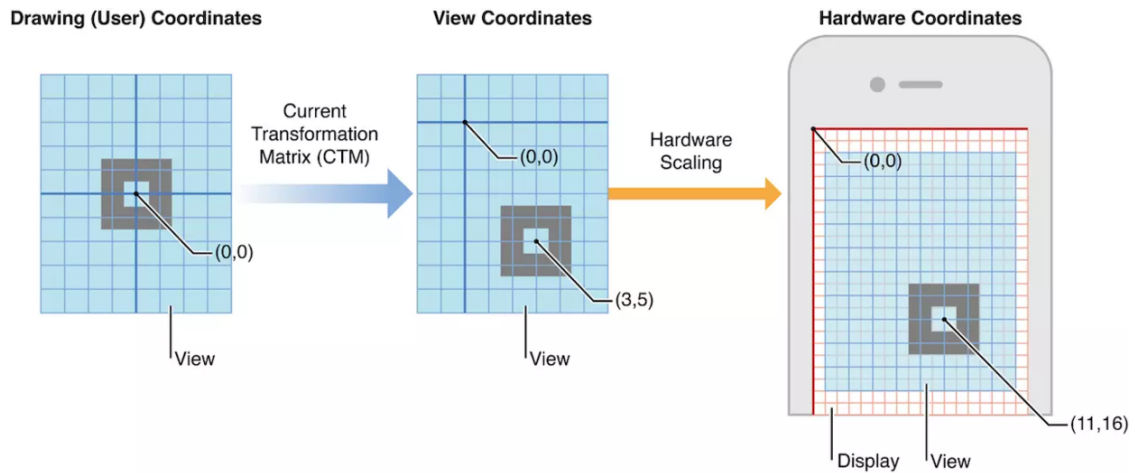 Drawing (User) Coordinates
View Coordinates
Hardware Coordinates
Current
Transformation
Matrix (CTM)
Hardware
Scaling
(0,0)
(0,0)
(0,0)
(3,5)
(11,16)
View
View
Display
View